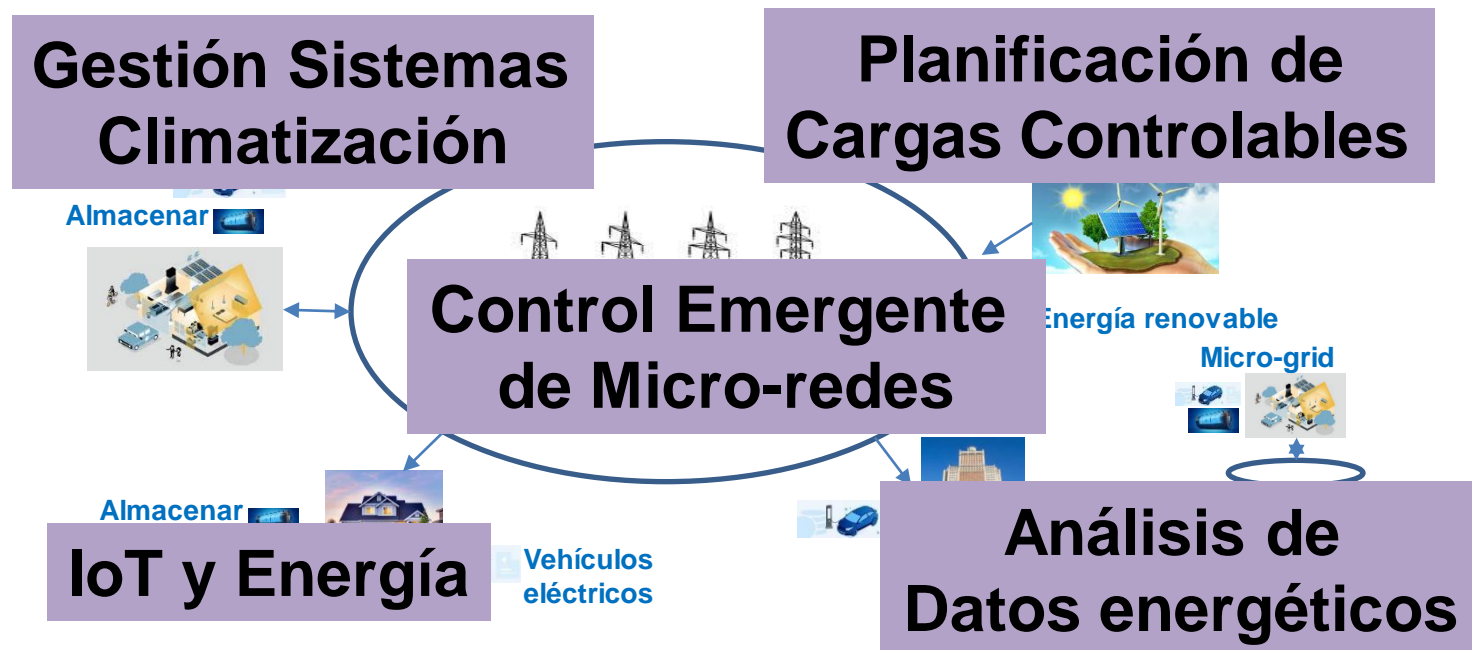 Gestión Sistemas
Climatización
Planificación de
Cargas Controlables
Almacenar
Control Emergente
de Micro-redes
Energía renovable
Micro-grid
Almacenar
IoT y Energía
Vehículos
eléctricos
Análisis de
Datos energéticos